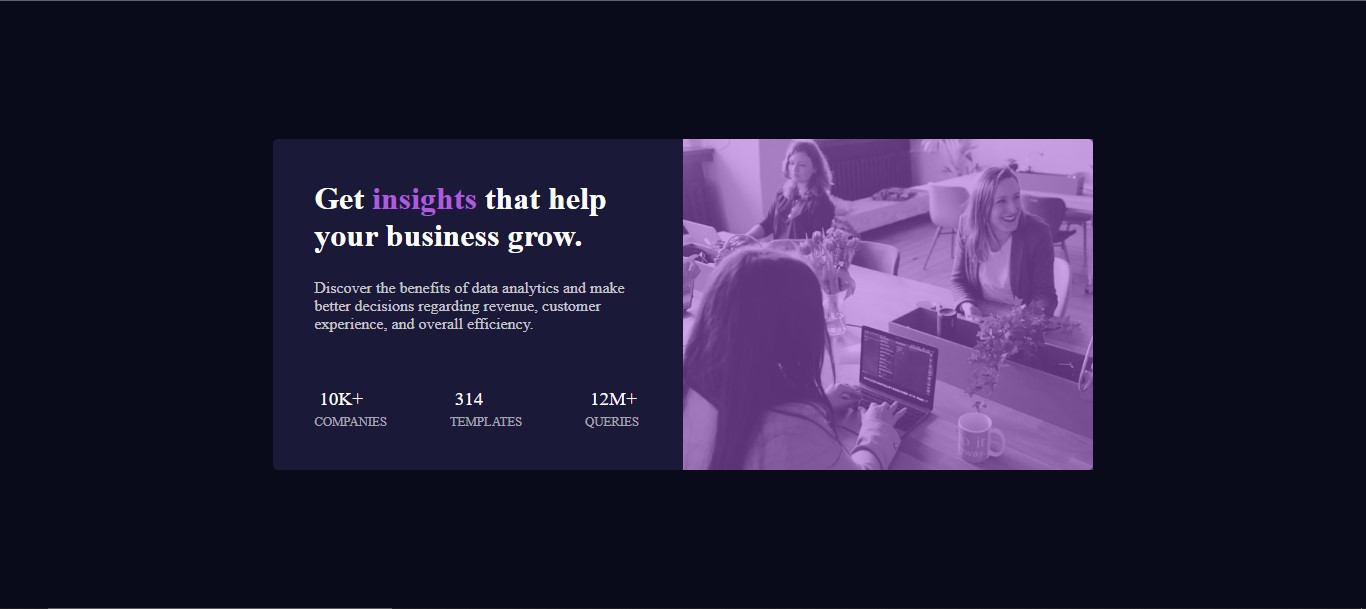 Get insights that help
your business grow.
Discover the benefits of data analytics and make
better decisions regarding revenue, customer
experience, and overall efficiency.
10K+ 314 12M+
COMPANIES TEMPLATES QUERIES